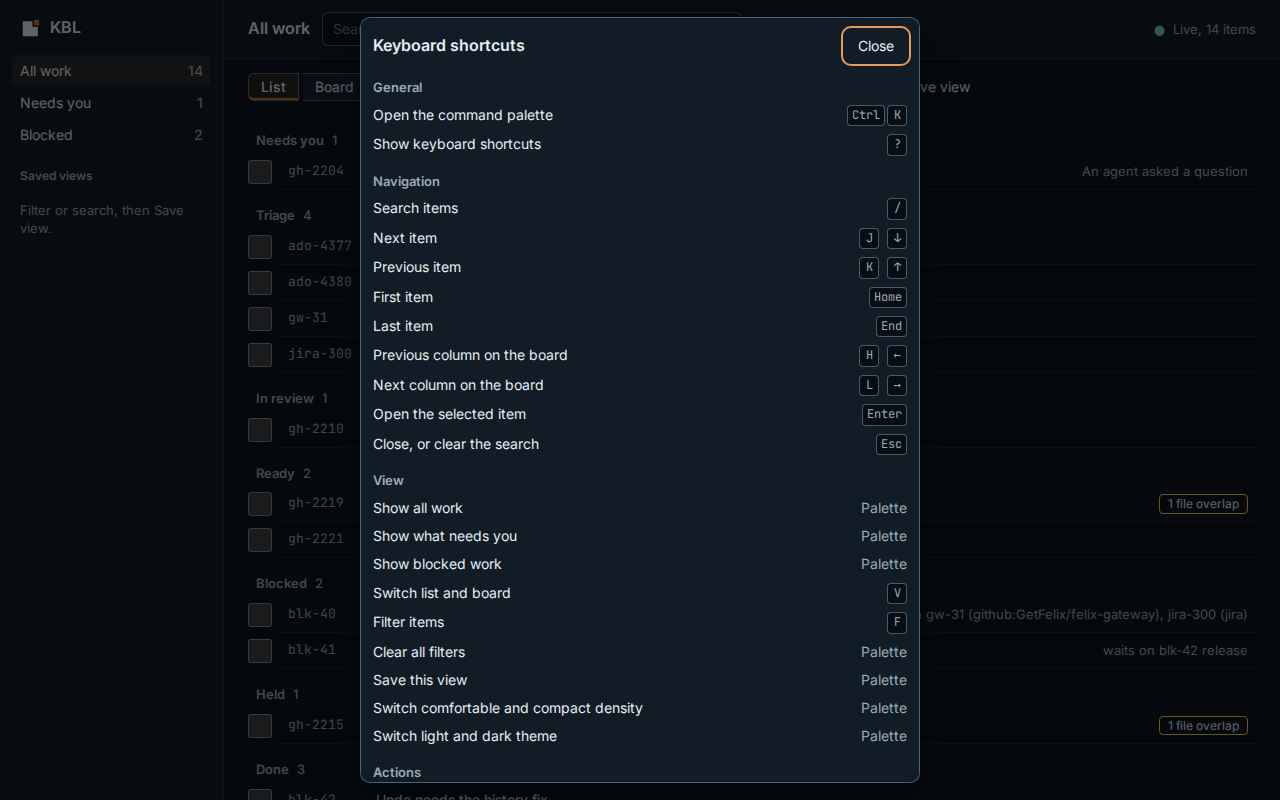 KBL
All work 14
Needs you 1
Blocked 2
Saved views
Filter or search, then Save
view.
All work
Sea
Live, 14 items
List
Board
ve view
Needs you 1
gh-2204
An agent asked a question
Triage 4
ado-4377
ado-4380
gw-31
jira-300
In review 1
gh-2210
Ready 2
gh-2219
1 file overlap
gh-2221
Blocked 2
blk-40
gw-31 (github:GetFelix/felix-gateway), jira-300 (jira)
blk-41
waits on blk-42 release
Held 1
gh-2215
1 file overlap
Done 3
blk-42 Undo needs the history fix
Keyboard shortcuts
Close
General
Open the command palette Ctrl K
Show keyboard shortcuts ?
Navigation
Search items /
Next item J ↓
Previous item K ↑
First item Home
Last item End
Previous column on the board H ←
Next column on the board L →
Open the selected item Enter
Close, or clear the search Esc
View
Show all work Palette
Show what needs you Palette
Show blocked work Palette
Switch list and board V
Filter items F
Clear all filters Palette
Save this view Palette
Switch comfortable and compact density Palette
Switch light and dark theme Palette
Actions